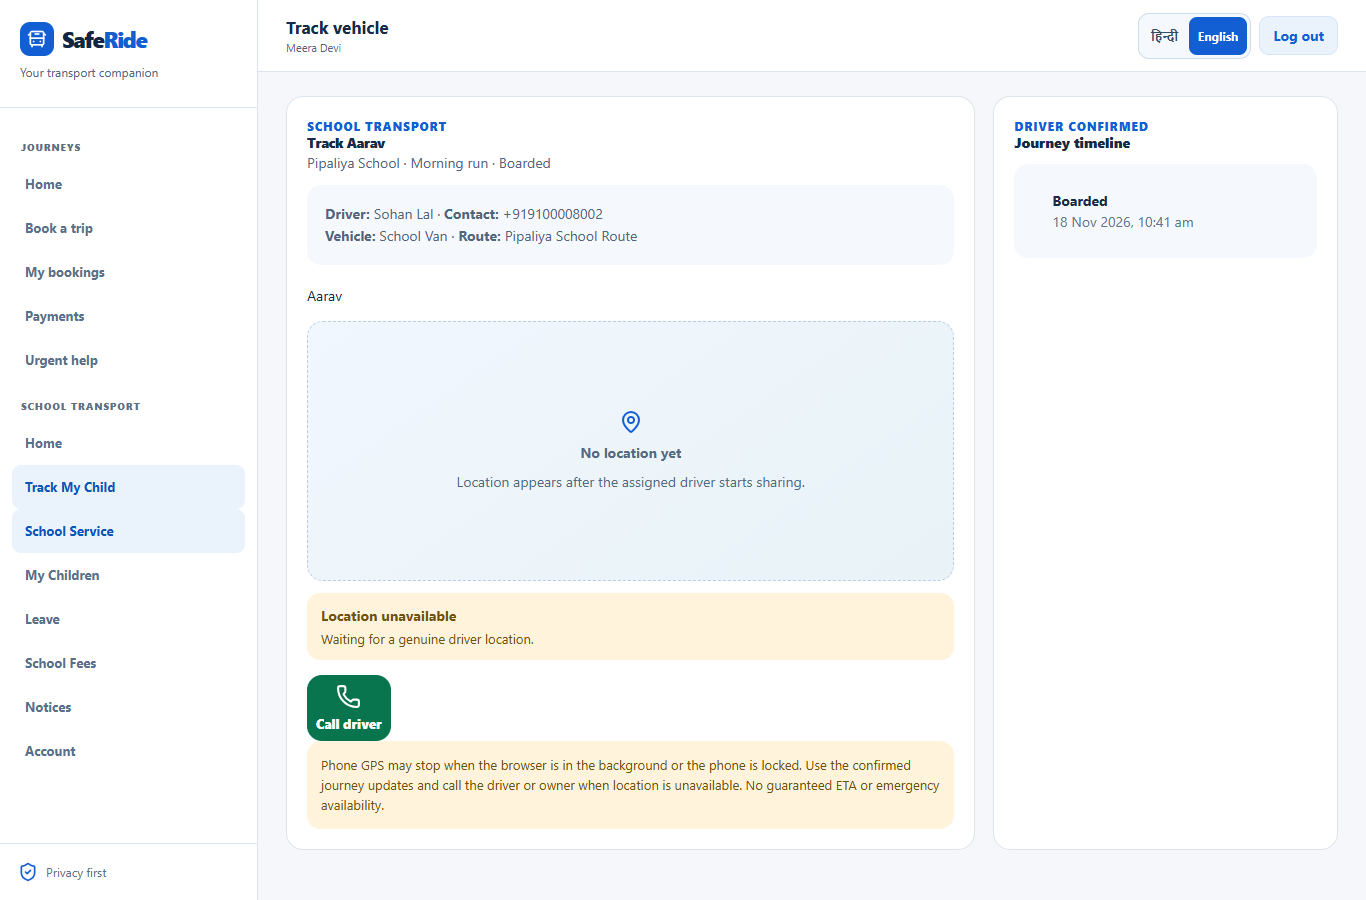 SafeRide
Your transport companion
JOURNEYS
Home
Book a trip
My bookings
Payments
Urgent help
SCHOOL TRANSPORT
Home
Track My Child
School Service
My Children
Leave
School Fees
Notices
Account
Privacy first
Track vehicle
Meera Devi
हिन्दी
English
Log out
SCHOOL TRANSPORT
Track Aarav
Pipaliya School · Morning run · Boarded
Driver: Sohan Lal · Contact: +919100008002
Vehicle: School Van · Route: Pipaliya School Route
Aarav
No location yet
Location appears after the assigned driver starts sharing.
Location unavailable
Waiting for a genuine driver location.
Call driver
Phone GPS may stop when the browser is in the background or the phone is locked. Use the confirmed
journey updates and call the driver or owner when location is unavailable. No guaranteed ETA or emergency
availability.
DRIVER CONFIRMED
Journey timeline
Boarded
18 Nov 2026, 10:41 am